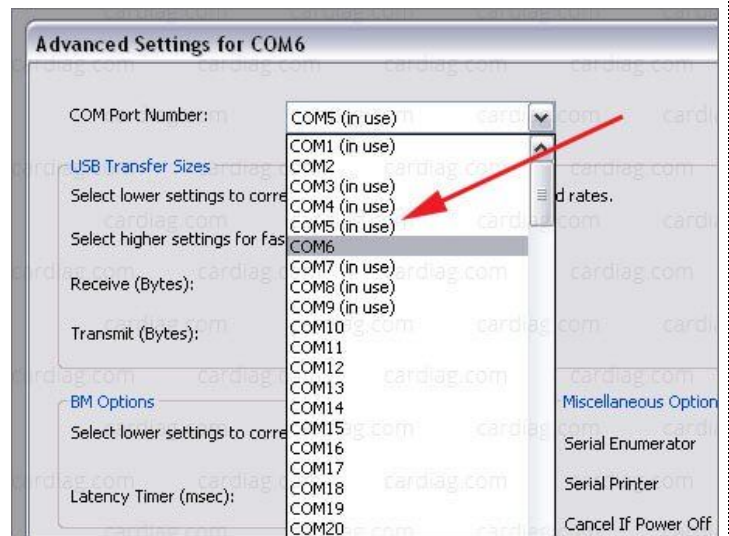 Advanced Settings for COM6
COM Port Number:
COM5 (in use)
COM1 (in use)
COM2
COM3 (in use)
COM4 (in use)
COM5 (in use)
COM6
COM7 (in use)
COM8 (in use)
COM9 (in use)
COM10
COM11
COM12
COM13
COM14
COM15
COM16
COM17
COM18
COM19
COM20
USB Transfer Sizes
Select lower settings to corre
d rates.
Select higher settings for fas
Receive (Bytes):
Transmit (Bytes):
BM Options
Select lower settings to corre
Latency Timer (msec):
Miscellaneous Option
Serial Enumerator
Serial Printer
Cancel If Power Off
cardiag.com